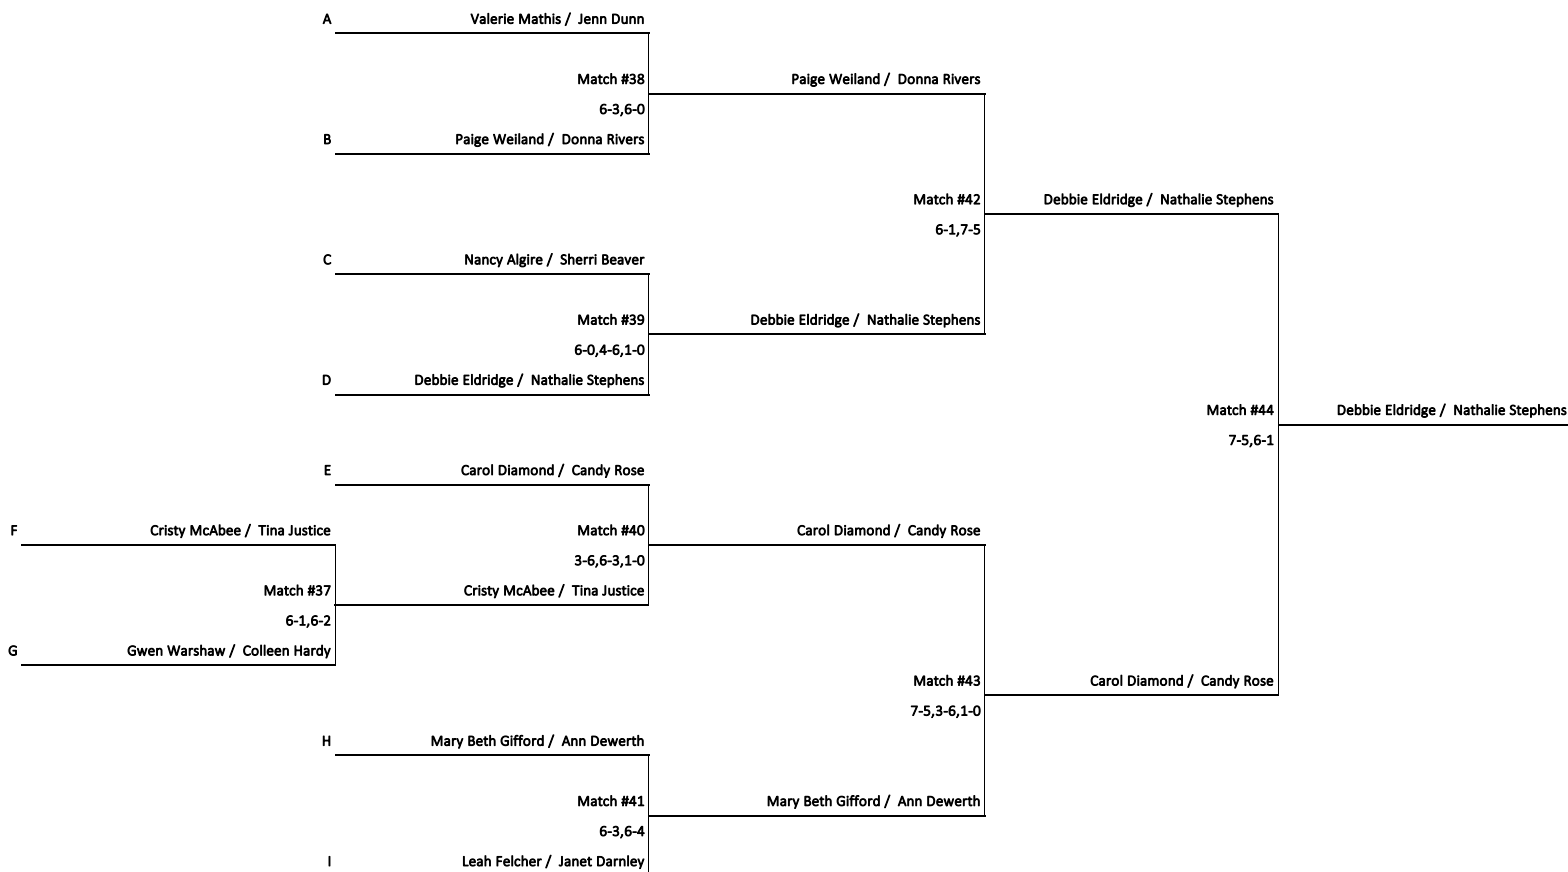 A Valerie Mathis / Jenn Dunn
Match #38
Paige Weiland / Donna Rivers
6-3,6-0
B Paige Weiland / Donna Rivers
Match #42
Debbie Eldridge / Nathalie Stephens
6-1,7-5
C Nancy Algire / Sherri Beaver
Match #39
Debbie Eldridge / Nathalie Stephens
6-0,4-6,1-0
D Debbie Eldridge / Nathalie Stephens
Match #44
Debbie Eldridge / Nathalie Stephens
7-5,6-1
E Carol Diamond / Candy Rose
F Cristy McAbee / Tina Justice
Match #40
Carol Diamond / Candy Rose
3-6,6-3,1-0
Match #37
Cristy McAbee / Tina Justice
6-1,6-2
G Gwen Warshaw / Colleen Hardy
Match #43
Carol Diamond / Candy Rose
7-5,3-6,1-0
H Mary Beth Gifford / Ann Dewerth
Match #41
Mary Beth Gifford / Ann Dewerth
6-3,6-4
I Leah Felcher / Janet Darnley